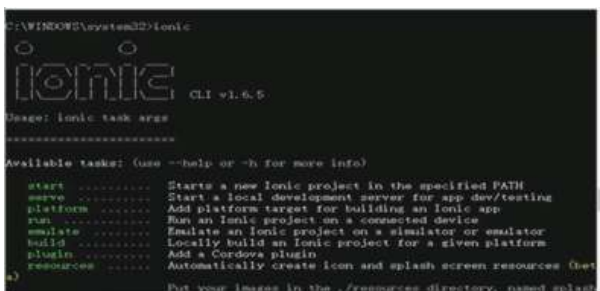 C:\WINDOWS\system32>ionic
ionic CLI v1.6.5
Usage: ionic task args
=======================
Available tasks: (use --help or -h for more info)
start .......... Starts a new Ionic project in the specified PATH
serve .......... Start a local development server for app dev/testing
platform ....... Add platform target for building an Ionic app
run ............ Run an Ionic project on a connected device
emulate ........ Emulate an Ionic project on a simulator or emulator
build .......... Locally build an Ionic project for a given platform
plugin ......... Add a Cordova plugin
resources ...... Automatically create icon and splash screen resources (bet
a)
Put your images in the ./resources directory, named splash